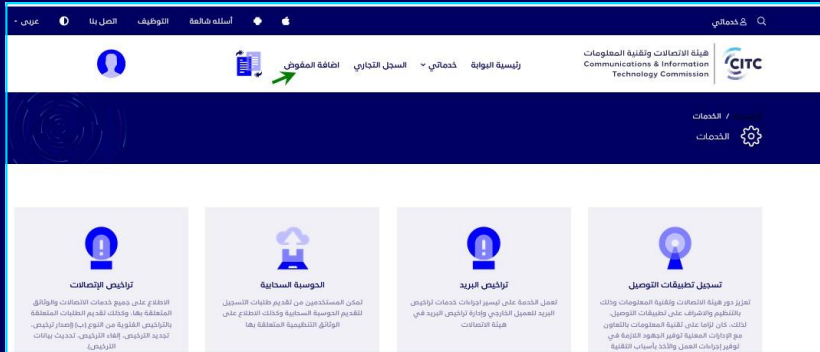 خدماتي
أسئله شائعة
التوظيف
اتصل بنا
عربى
هيئة الاتصالات وتقنية المعلومات
Communications & Information
Technology Commission
CITC
رئيسية البوابة
خدماتي
السجل التجاري
اضافة المفوض
/ الخدمات
الخدمات
تسجيل تطبيقات التوصيل
تعزيز دور هيئة الاتصالات وتقنية المعلومات وذلك
بالتنظيم والاشراف على تطبيقات التوصيل.
لذلك، كان لزاما على تقنية المعلومات بالتعاون
مع الإدارات المعنية توفير الجهود اللازمة في
توفير إجراءات العمل والأخذ بأسباب التقنية
تراخيص البريد
تعمل الخدمة على تيسير اجراءات خدمات تراخيص
البريد للعميل الخارجي وإدارة تراخيص البريد في
هيئة الاتصالات
الحوسبة السحابية
تمكن المستخدمين من تقديم طلبات التسجيل
لتقديم الحوسبة السحابية وكذلك الاطلاع على
الوثائق التنظيمية المتعلقة بها
تراخيص الإتصالات
الاطلاع على جميع خدمات الاتصالات والوثائق
المتعلقة بها. وكذلك تقديم الطلبات المتعلقة
بالتراخيص الفئوية من النوع (ب) (إصدار ترخيص،
تجديد الترخيص، إلغاء الترخيص، تحديث بيانات
الترخيص).